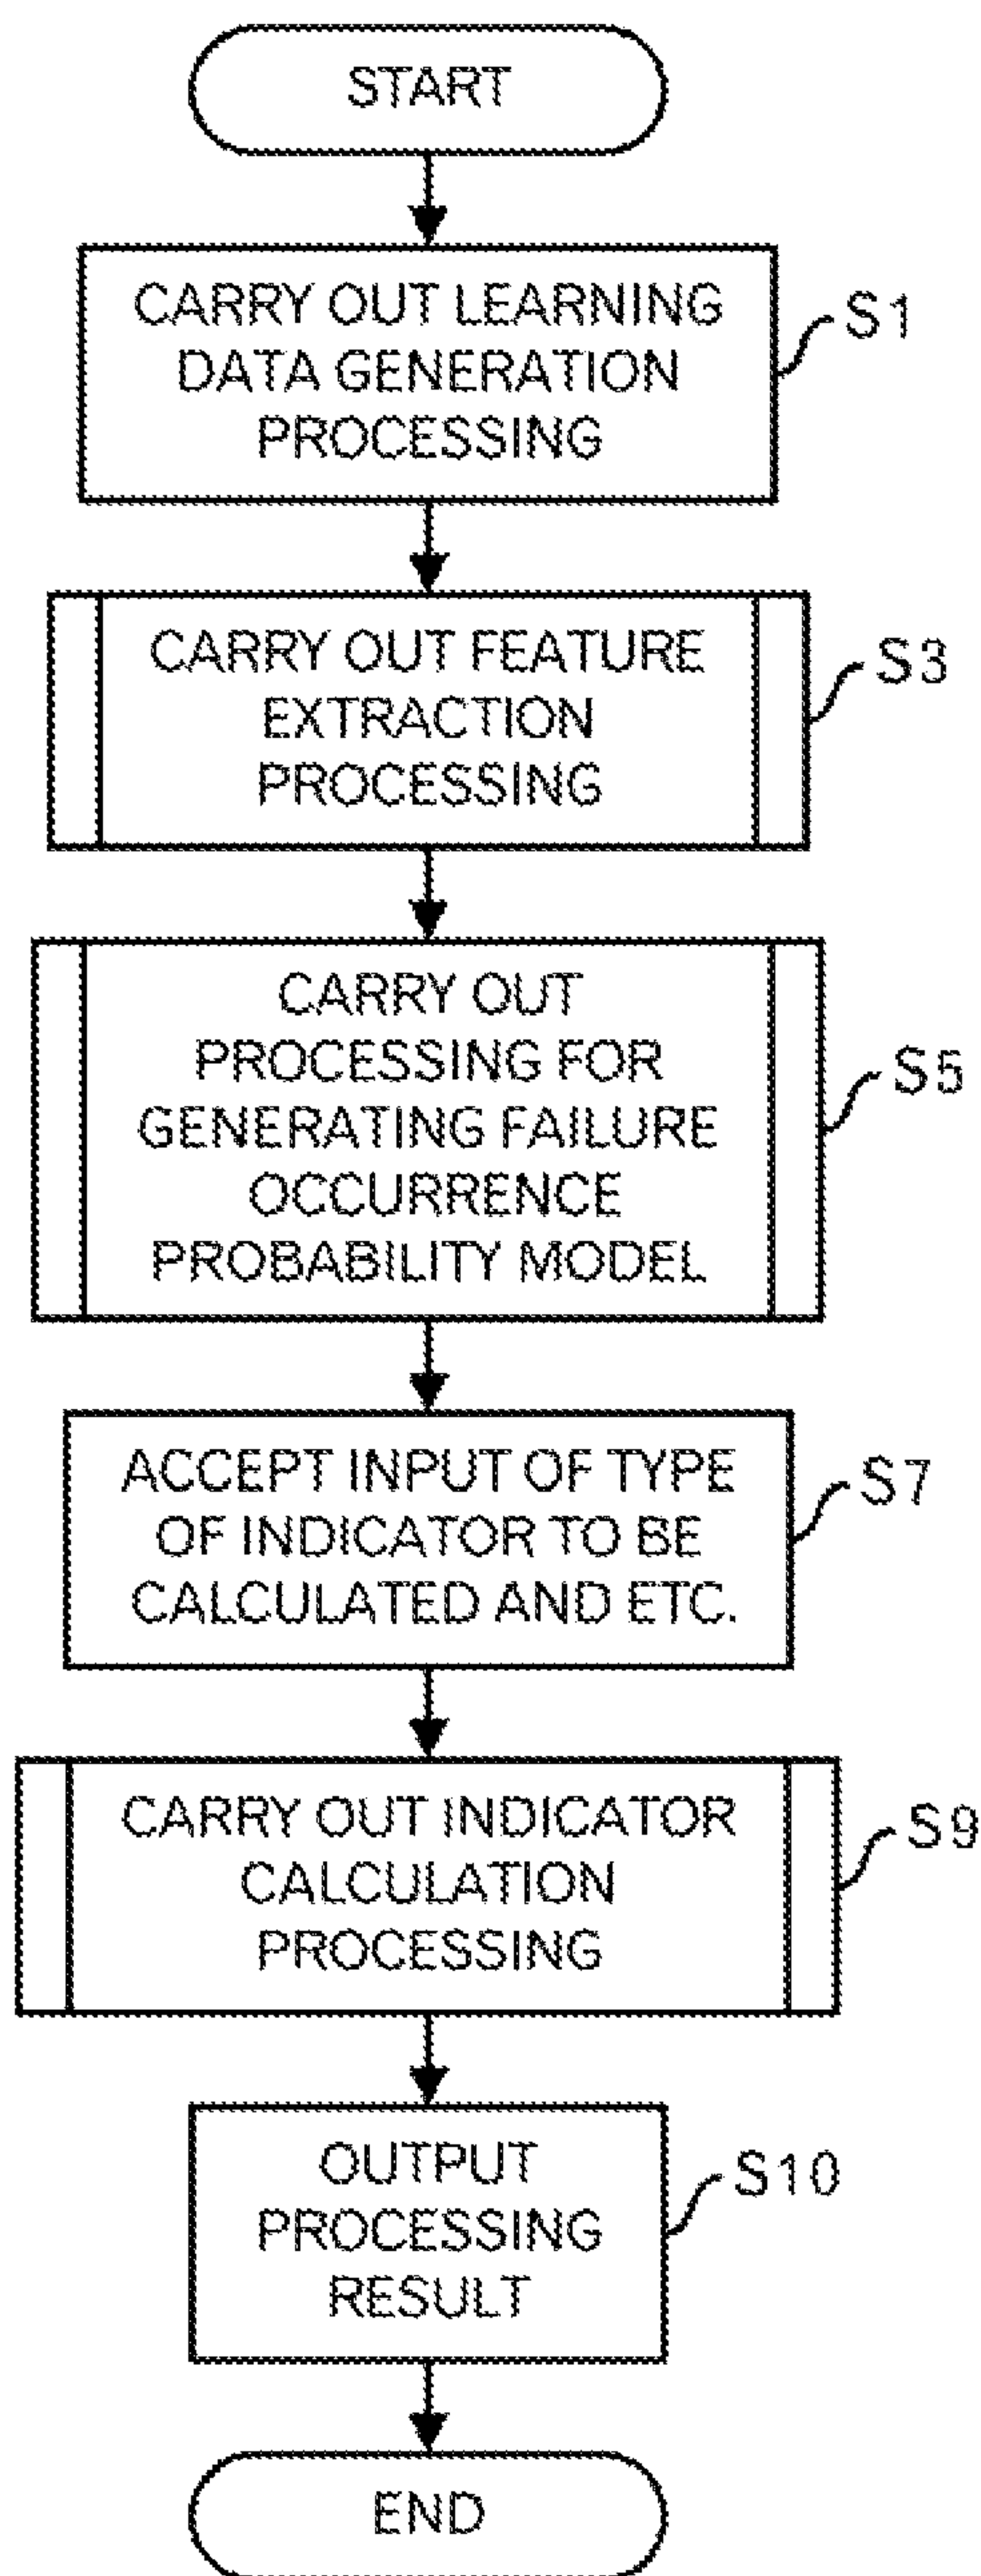 START
CARRY OUT LEARNING
DATA GENERATION
PROCESSING
S1
CARRY OUT FEATURE
EXTRACTION
PROCESSING
S3
CARRY OUT
PROCESSING FOR
GENERATING FAILURE
OCCURRENCE
PROBABILITY MODEL
S5
ACCEPT INPUT OF TYPE
OF INDICATOR TO BE
CALCULATED AND ETC.
S7
CARRY OUT INDICATOR
CALCULATION
PROCESSING
S9
OUTPUT
PROCESSING
RESULT
S10
END